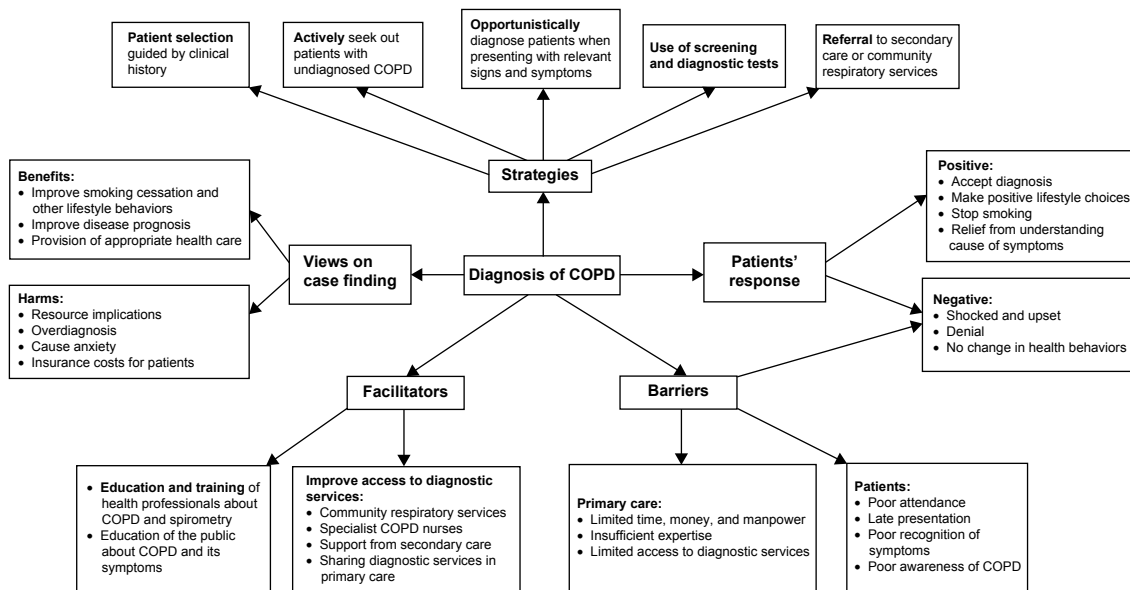 Patient selection
guided by clinical
history
Actively seek out
patients with
undiagnosed COPD
Opportunistically
diagnose patients when
presenting with relevant
signs and symptoms
Use of screening
and diagnostic tests
Referral to secondary
care or community
respiratory services
Strategies
Benefits:
• Improve smoking cessation and
other lifestyle behaviors
• Improve disease prognosis
• Provision of appropriate health care
Harms:
• Resource implications
• Overdiagnosis
• Cause anxiety
• Insurance costs for patients
Views on
case finding
Diagnosis of COPD
Patients'
response
Positive:
• Accept diagnosis
• Make positive lifestyle choices
• Stop smoking
• Relief from understanding
cause of symptoms
Negative:
• Shocked and upset
• Denial
• No change in health behaviors
Facilitators
Barriers
• Education and training of
health professionals about
COPD and spirometry
• Education of the public
about COPD and its
symptoms
Improve access to diagnostic
services:
• Community respiratory services
• Specialist COPD nurses
• Support from secondary care
• Sharing diagnostic services in
primary care
Primary care:
• Limited time, money, and manpower
• Insufficient expertise
• Limited access to diagnostic services
Patients:
• Poor attendance
• Late presentation
• Poor recognition of
symptoms
• Poor awareness of COPD